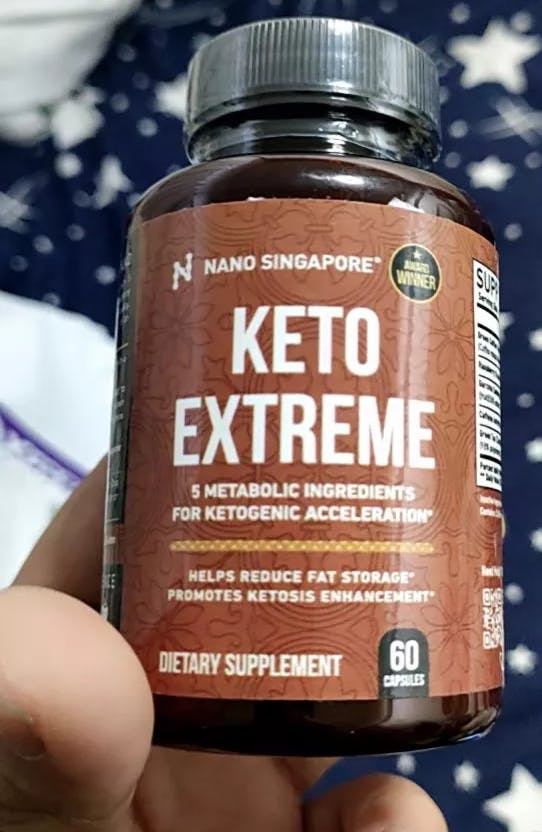 NANO SINGAPORE®
AWARD
WINNER
KETO
EXTREME
5 METABOLIC INGREDIENTS
FOR KETOGENIC ACCELERATION*
HELPS REDUCE FAT STORAGE*
PROMOTES KETOSIS ENHANCEMENT*
DIETARY SUPPLEMENT
60
CAPSULES
SUPP